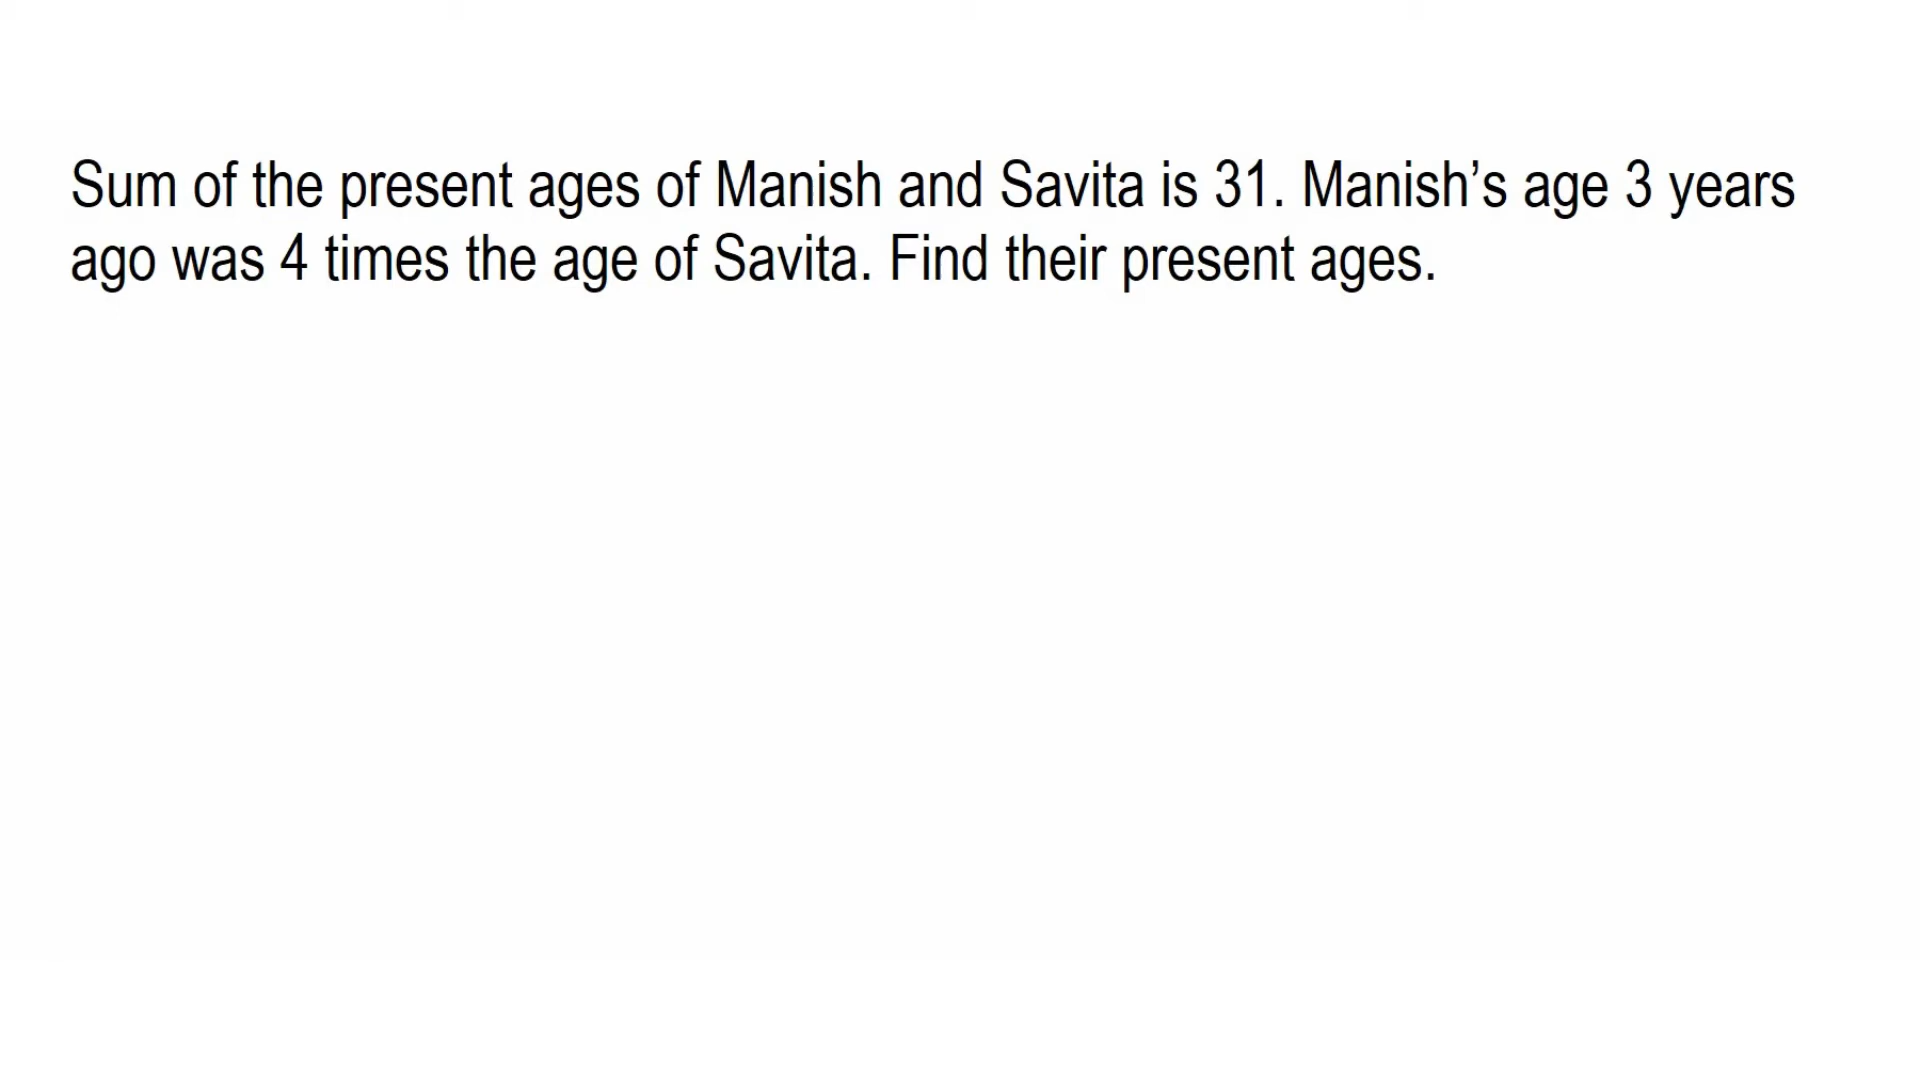 Sum of the present ages of Manish and Savita is 31. Manish’s age 3 years
ago was 4 times the age of Savita. Find their present ages.